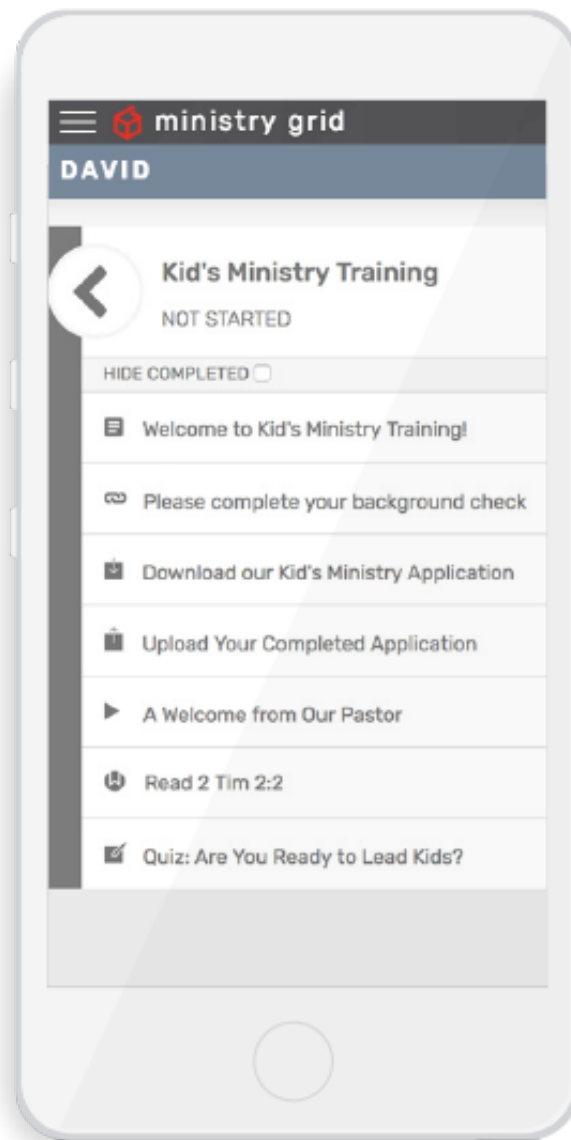 ministry grid
DAVID
Kid's Ministry Training
NOT STARTED
HIDE COMPLETED
Welcome to Kid's Ministry Training!
Please complete your background check
Download our Kid's Ministry Application
Upload Your Completed Application
A Welcome from Our Pastor
Read 2 Tim 2:2
Quiz: Are You Ready to Lead Kids?